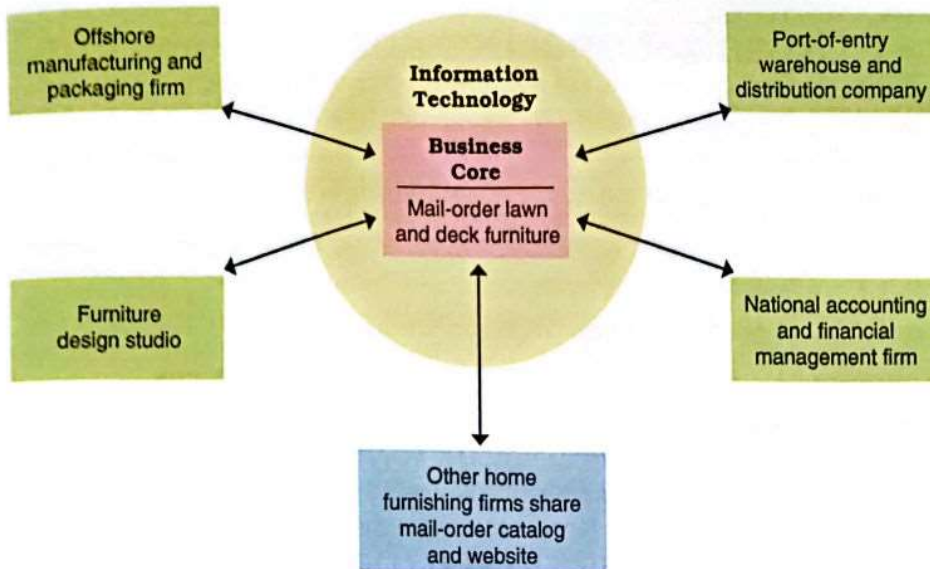 Offshore
manufacturing and
packaging firm
Information
Technology
Port-of-entry
warehouse and
distribution company
Business
Core
Mail-order lawn
and deck furniture
Furniture
design studio
National accounting
and financial
management firm
Other home
furnishing firms share
mail-order catalog
and website